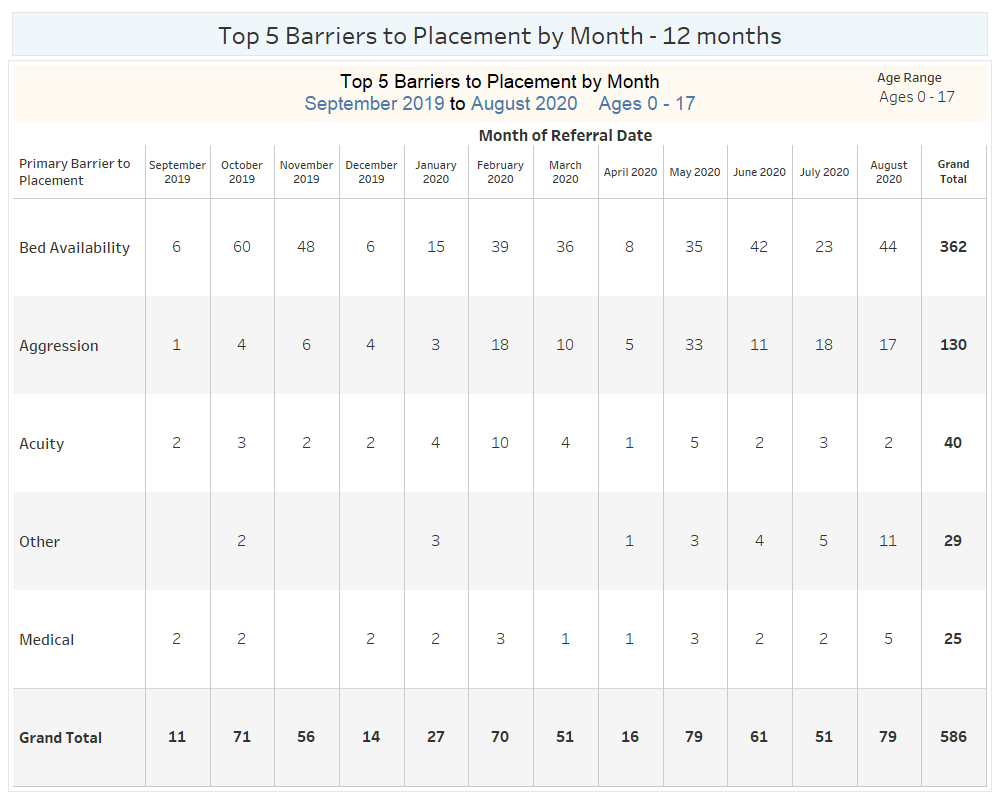 Top 5 Barriers to Placement by Month - 12 months
Top 5 Barriers to Placement by Month
September 2019 to August 2020 Ages 0 - 17
Age Range
Ages 0 - 17
Month of Referral Date
Primary Barrier to Placement September 2019 October 2019 November 2019 December 2019 January 2020 February 2020 March 2020 April 2020 May 2020 June 2020 July 2020 August 2020 Grand Total
Bed Availability 6 60 48 6 15 39 36 8 35 42 23 44 362
Aggression 1 4 6 4 3 18 10 5 33 11 18 17 130
Acuity 2 3 2 2 4 10 4 1 5 2 3 2 40
Other 2 3 1 3 4 5 11 29
Medical 2 2 2 2 3 1 1 3 2 2 5 25
Grand Total 11 71 56 14 27 70 51 16 79 61 51 79 586